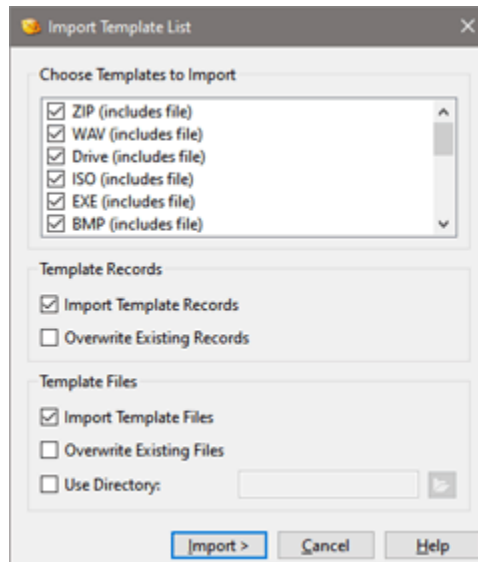 Import Template List
Choose Templates to Import
ZIP (includes file)
WAV (includes file)
Drive (includes file)
ISO (includes file)
EXE (includes file)
BMP (includes file)
Template Records
Import Template Records
Overwrite Existing Records
Template Files
Import Template Files
Overwrite Existing Files
Use Directory:
Import > Cancel Help